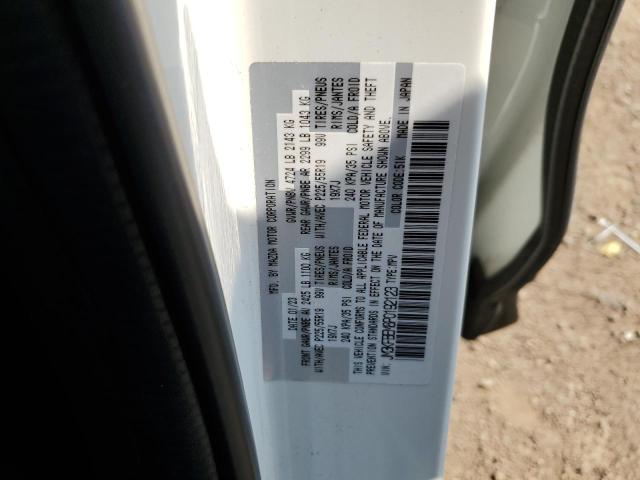 MFD. BY MAZDA MOTOR CORPORATION
DATE:01/23 GVWR/PNBV 4724 LB 2143 KG
FRONT GAWR/PNBE AV 2425 LB 1100 KG REAR GAWR/PNBE AR 2299 LB 1043 KG
WITH/AVEC P225/55R19 99V TIRES/PNEUS WITH/AVEC P225/55R19 99V TIRES/PNEUS
19X7J RIMS/JANTES 19X7J RIMS/JANTES
240 KPA/35 PSI COLD/A FROID 240 KPA/35 PSI COLD/A FROID
THIS VEHICLE CONFORMS TO ALL APPLICABLE FEDERAL MOTOR VEHICLE SAFETY AND THEFT
PREVENTION STANDARDS IN EFFECT ON THE DATE OF MANUFACTURE SHOWN ABOVE.
TYPE:MPV COLOR CODE:51K MADE IN JAPAN